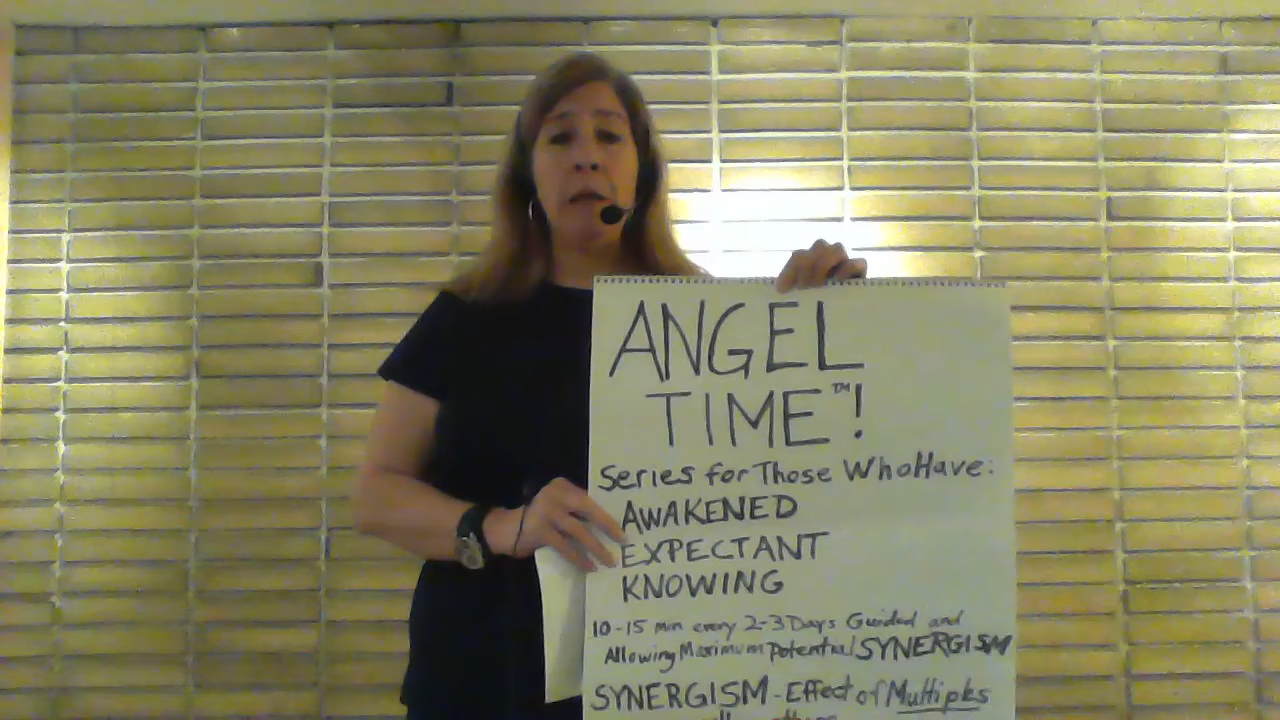 ANGEL
TIME™!
Series for Those Who Have:
AWAKENED
EXPECTANT
KNOWING
10-15 min every 2-3 Days Guided and
Allowing Maximum Potential SYNERGISM
SYNERGISM - Effect of Multiples